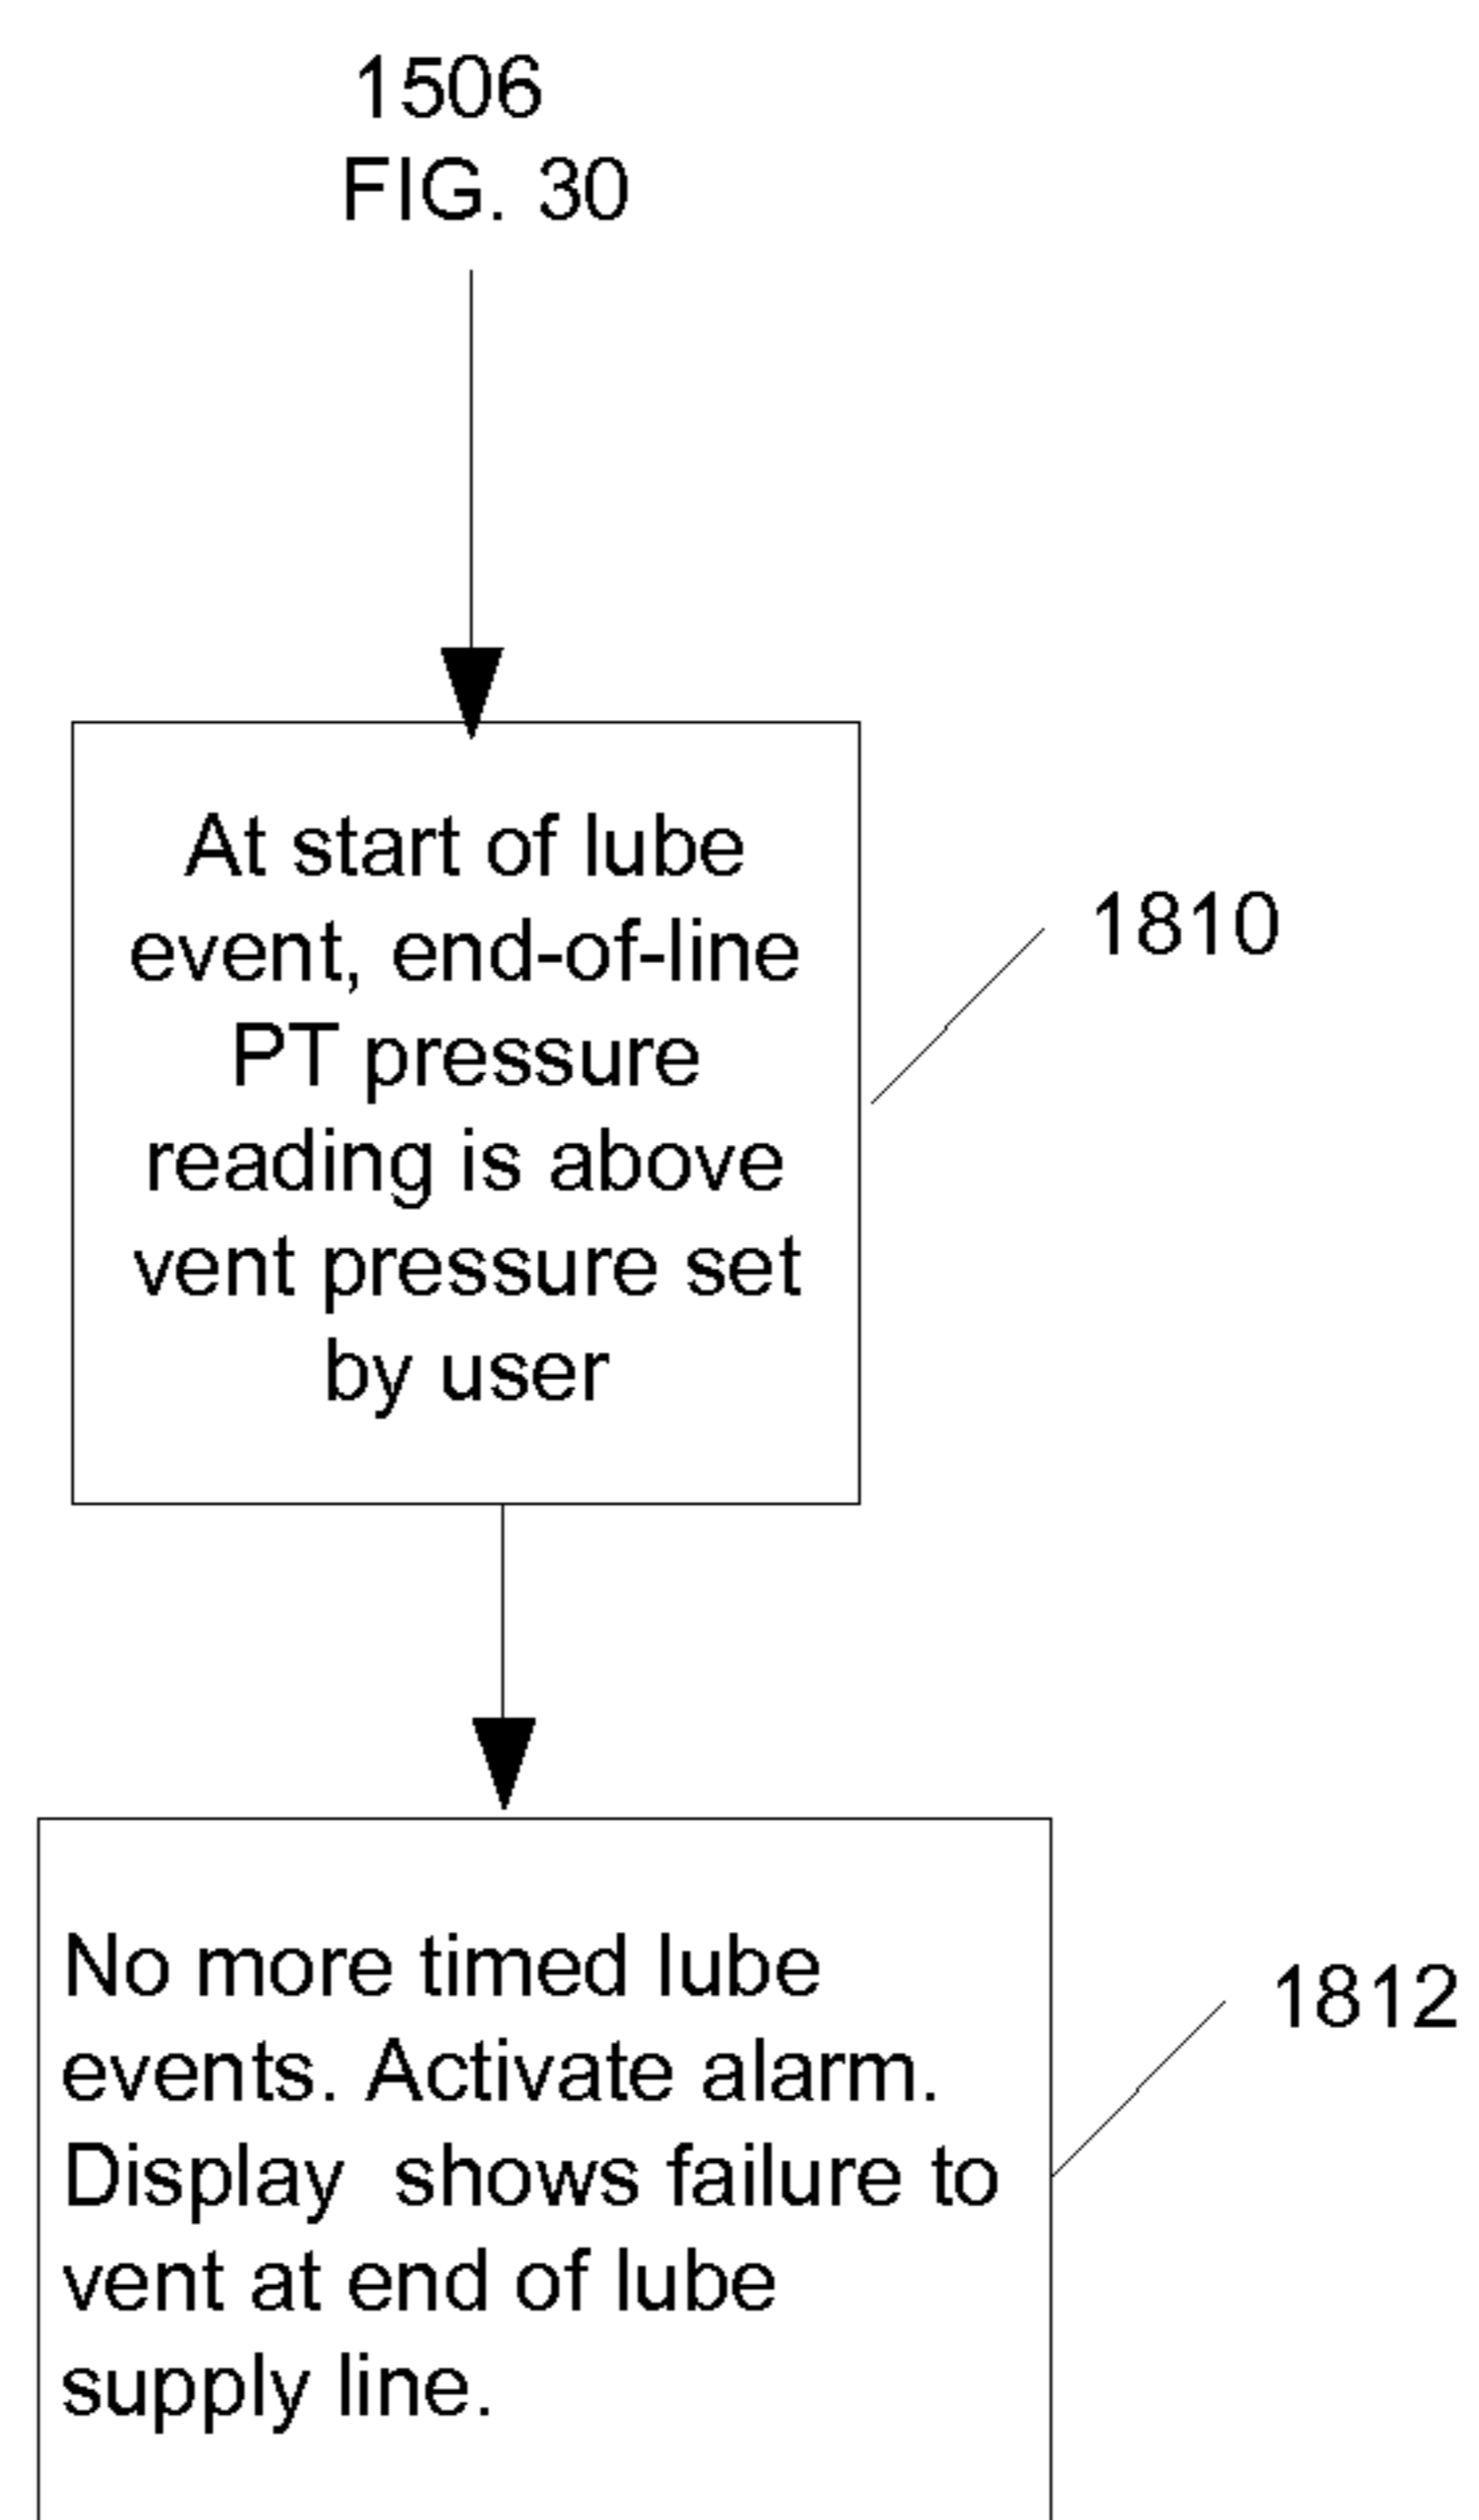 1506
FIG. 30
At start of lube
event, end-of-line
PT pressure
reading is above
vent pressure set
by user
1810
No more timed lube
events. Activate alarm.
Display  shows failure to
vent at end of lube
supply line.
1812